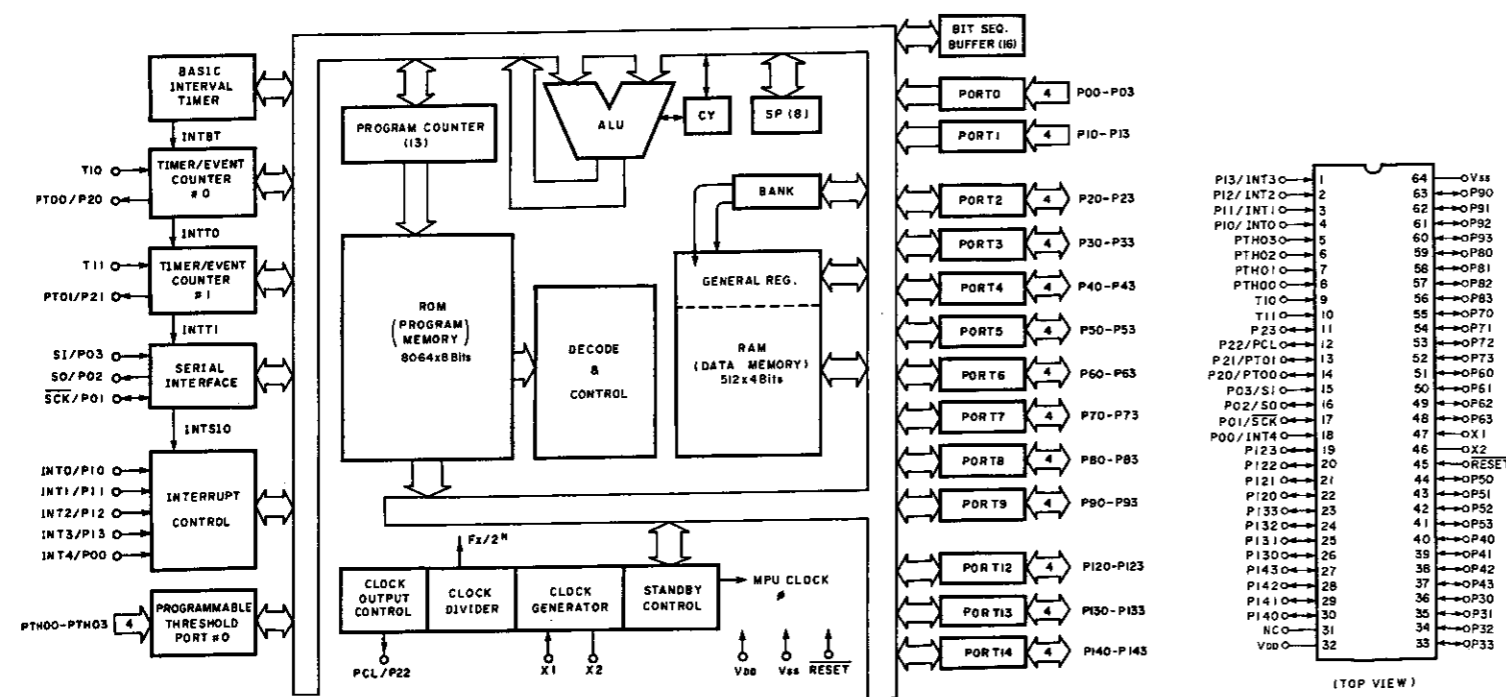 BASIC
INTERVAL
TIMER
INTBT
TI0
PT00/P20
TIMER/EVENT
COUNTER
#0
INTT0
TI1
PT01/P21
TIMER/EVENT
COUNTER
#1
INTT1
SI/P03
SO/P02
SCK/P01
SERIAL
INTERFACE
INTSIO
INT0/P10
INT1/P11
INT2/P12
INT3/P13
INT4/P00
INTERRUPT
CONTROL
PTH00-PTH03
4
PROGRAMMABLE
THRESHOLD
PORT #0
PROGRAM COUNTER
(13)
ALU
CY
SP (8)
BANK
ROM
(PROGRAM
MEMORY)
8064x8Bits
DECODE
&
CONTROL
GENERAL REG.
RAM
(DATA MEMORY)
512x4Bits
Fx/2ᴺ
CLOCK
OUTPUT
CONTROL
CLOCK
DIVIDER
CLOCK
GENERATOR
STANDBY
CONTROL
MPU CLOCK
ø
PCL/P22
X1
X2
VDD
Vss
RESET
BIT SEQ.
BUFFER (16)
PORT0 4 P00-P03
PORT1 4 P10-P13
PORT2 4 P20-P23
PORT3 4 P30-P33
PORT4 4 P40-P43
PORT5 4 P50-P53
PORT6 4 P60-P63
PORT7 4 P70-P73
PORT8 4 P80-P83
PORT9 4 P90-P93
PORT12 4 P120-P123
PORT13 4 P130-P133
PORT14 4 P140-P143
P13/INT3 1 64 Vss
P12/INT2 2 63 P90
P11/INT1 3 62 P91
P10/INT0 4 61 P92
PTH03 5 60 P93
PTH02 6 59 P80
PTH01 7 58 P81
PTH00 8 57 P82
TI0 9 56 P83
TI1 10 55 P70
P23 11 54 P71
P22/PCL 12 53 P72
P21/PT01 13 52 P73
P20/PT00 14 51 P60
P03/SI 15 50 P61
P02/SO 16 49 P62
P01/SCK 17 48 P63
P00/INT4 18 47 X1
P123 19 46 X2
P122 20 45 RESET
P121 21 44 P50
P120 22 43 P51
P133 23 42 P52
P132 24 41 P53
P131 25 40 P40
P130 26 39 P41
P143 27 38 P42
P142 28 37 P43
P141 29 36 P30
P140 30 35 P31
NC 31 34 P32
VDD 32 33 P33
(TOP VIEW)